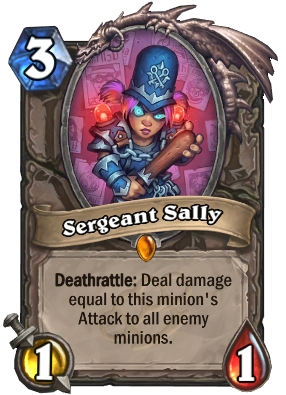 3
Sergeant Sally
Deathrattle: Deal damage
equal to this minion's
Attack to all enemy
minions.
1
1